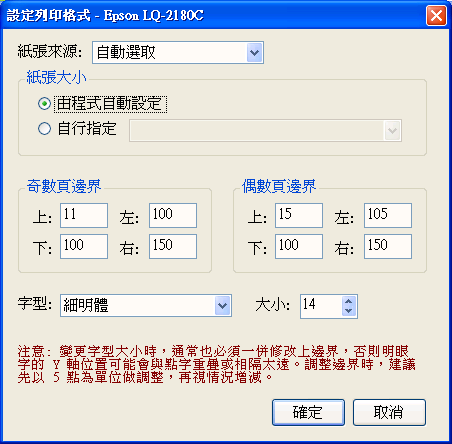 設定列印格式 - Epson LQ-2180C
紙張來源: 自動選取
紙張大小
由程式自動設定
自行指定
奇數頁邊界 偶數頁邊界
上: 11 左: 100 上: 15 左: 105
下: 100 右: 150 下: 100 右: 150
字型: 細明體 大小: 14
注意: 變更字型大小時，通常也必須一併修改上邊界，否則明眼
字的 Y 軸位置可能會與點字重疊或相隔太遠。調整邊界時，建議
先以 5 點為單位做調整，再視情況增減。
確定 取消